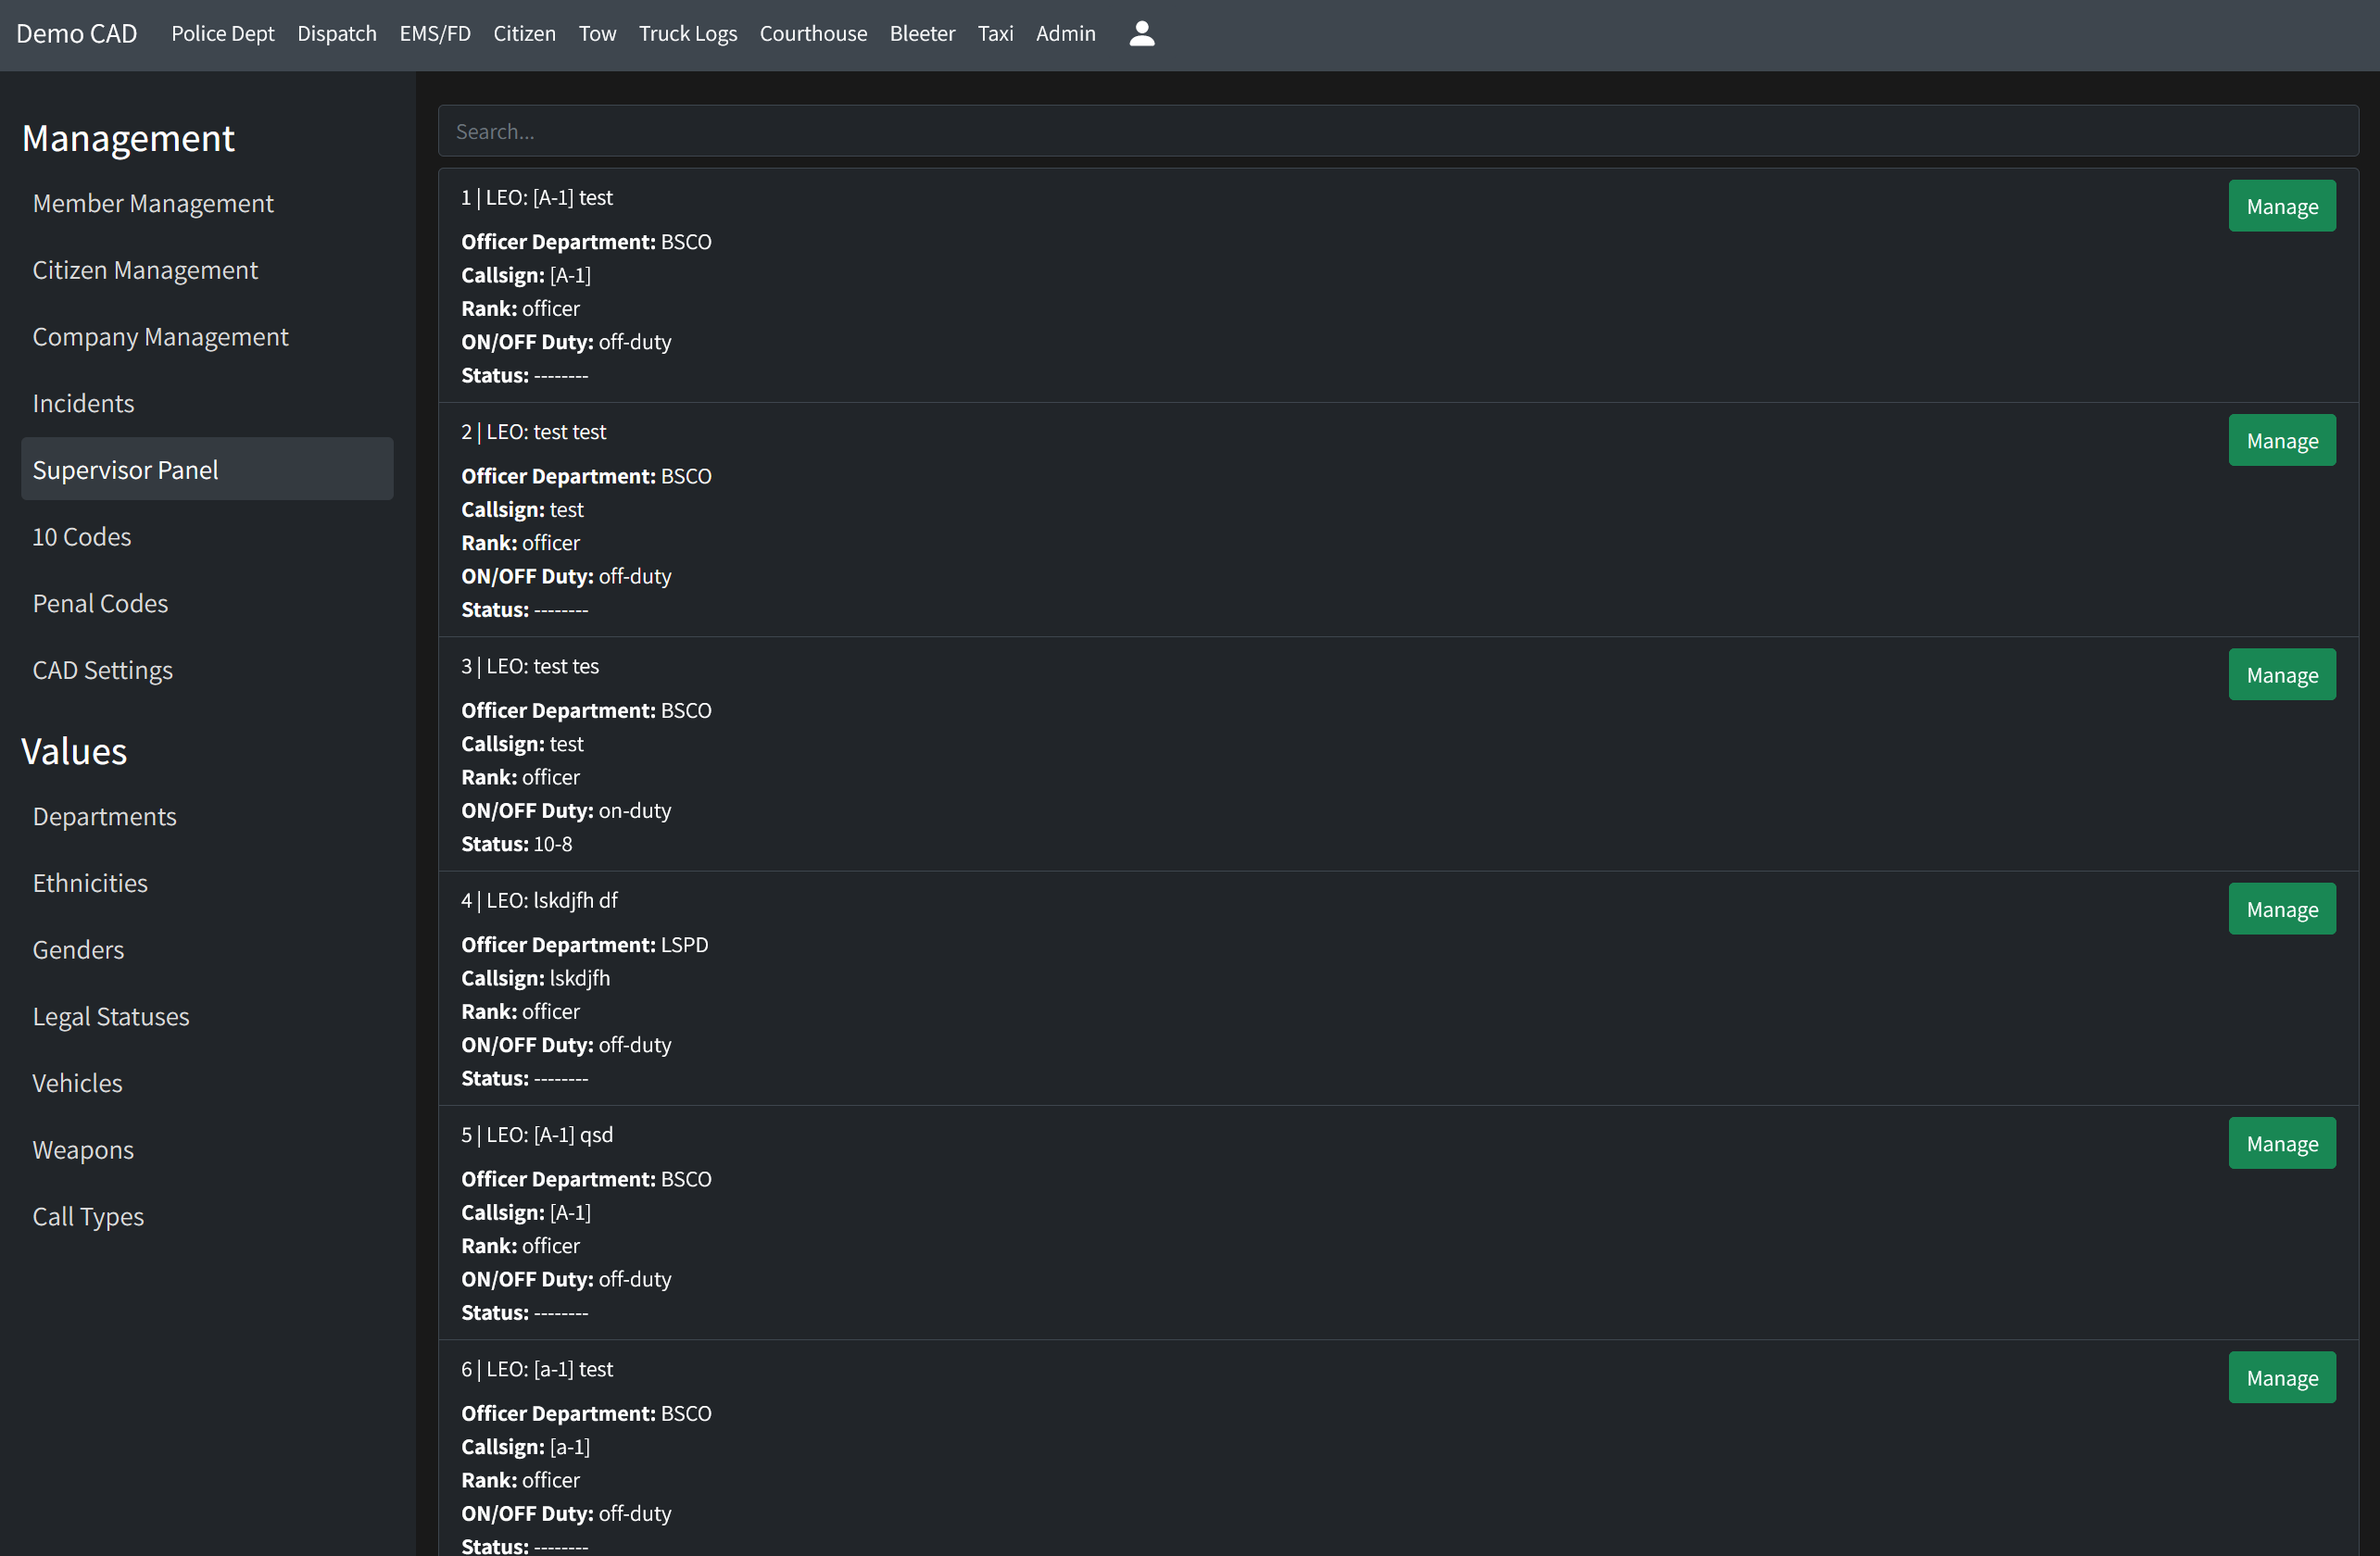 Demo CAD Police Dept Dispatch EMS/FD Citizen Tow Truck Logs Courthouse Bleeter Taxi Admin
Management
Member Management
Citizen Management
Company Management
Incidents
Supervisor Panel
10 Codes
Penal Codes
CAD Settings
Values
Departments
Ethnicities
Genders
Legal Statuses
Vehicles
Weapons
Call Types
Search...
1 | LEO: [A-1] test
Manage
Officer Department: BSCO
Callsign: [A-1]
Rank: officer
ON/OFF Duty: off-duty
Status: --------
2 | LEO: test test
Manage
Officer Department: BSCO
Callsign: test
Rank: officer
ON/OFF Duty: off-duty
Status: --------
3 | LEO: test tes
Manage
Officer Department: BSCO
Callsign: test
Rank: officer
ON/OFF Duty: on-duty
Status: 10-8
4 | LEO: lskdjfh df
Manage
Officer Department: LSPD
Callsign: lskdjfh
Rank: officer
ON/OFF Duty: off-duty
Status: --------
5 | LEO: [A-1] qsd
Manage
Officer Department: BSCO
Callsign: [A-1]
Rank: officer
ON/OFF Duty: off-duty
Status: --------
6 | LEO: [a-1] test
Manage
Officer Department: BSCO
Callsign: [a-1]
Rank: officer
ON/OFF Duty: off-duty
Status: --------